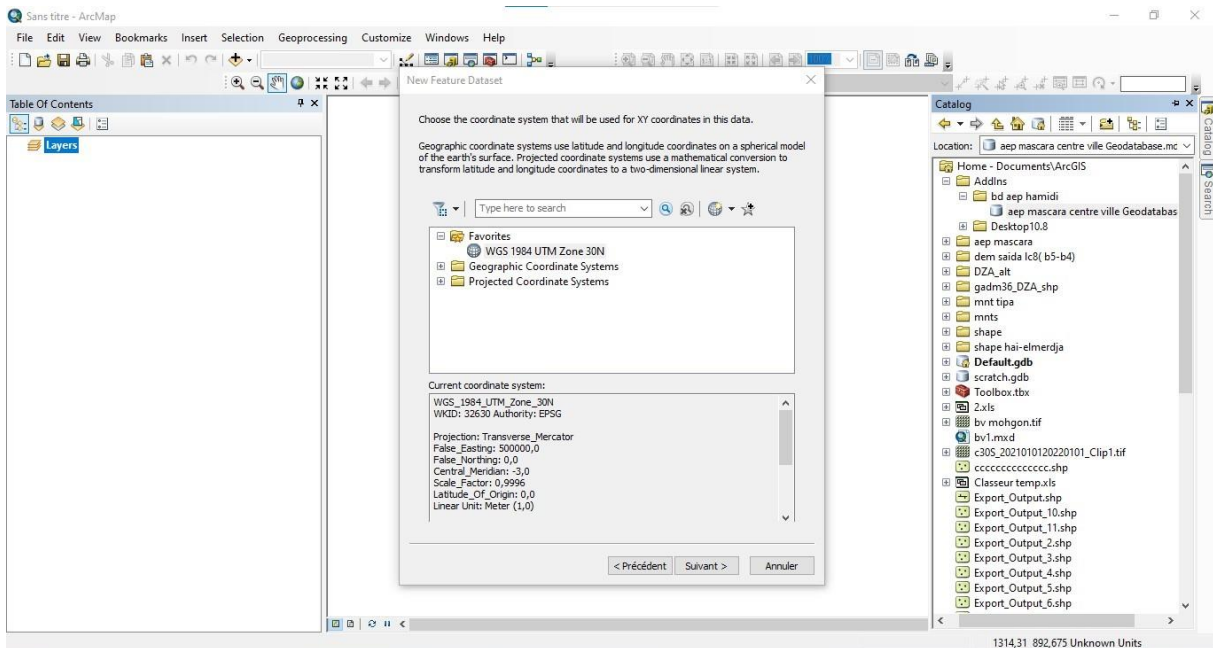 Sans titre - ArcMap
File Edit View Bookmarks Insert Selection Geoprocessing Customize Windows Help
Table Of Contents
Layers
New Feature Dataset
Choose the coordinate system that will be used for XY coordinates in this data.
Geographic coordinate systems use latitude and longitude coordinates on a spherical model
of the earth's surface. Projected coordinate systems use a mathematical conversion to
transform latitude and longitude coordinates to a two-dimensional linear system.
Type here to search
Favorites
WGS 1984 UTM Zone 30N
Geographic Coordinate Systems
Projected Coordinate Systems
Current coordinate system:
WGS_1984_UTM_Zone_30N
WKID: 32630 Authority: EPSG
Projection: Transverse_Mercator
False_Easting: 500000,0
False_Northing: 0,0
Central_Meridian: -3,0
Scale_Factor: 0,9996
Latitude_Of_Origin: 0,0
Linear Unit: Meter (1,0)
< Précédent Suivant > Annuler
Catalog
Location: aep mascara centre ville Geodatabase.mc
Home - Documents\ArcGIS
AddIns
bd aep hamidi
aep mascara centre ville Geodatabas
Desktop10.8
aep mascara
dem saida lc8( b5-b4)
DZA_alt
gadm36_DZA_shp
mnt tipa
mnts
shape
shape hai-elmerdja
Default.gdb
scratch.gdb
Toolbox.tbx
2.xls
bv mohgon.tif
bv1.mxd
c30S_2021010120220101_Clip1.tif
Classeur temp.xls
Export_Output.shp
Export_Output_10.shp
Export_Output_11.shp
Export_Output_2.shp
Export_Output_3.shp
Export_Output_4.shp
Export_Output_5.shp
Export_Output_6.shp
Catalog
Search
1314,31 892,675 Unknown Units